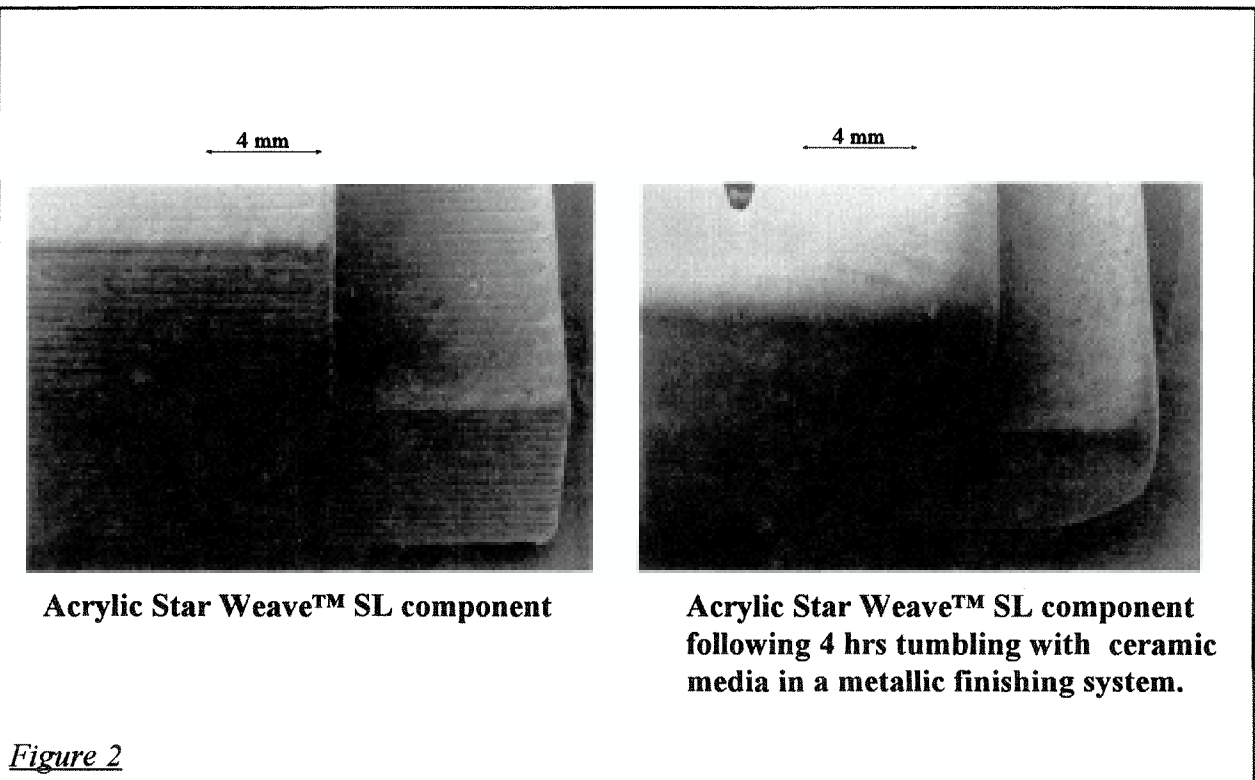 4 mm
4 mm
Acrylic Star Weave™ SL component
Acrylic Star Weave™ SL component
following 4 hrs tumbling with ceramic
media in a metallic finishing system.
Figure 2